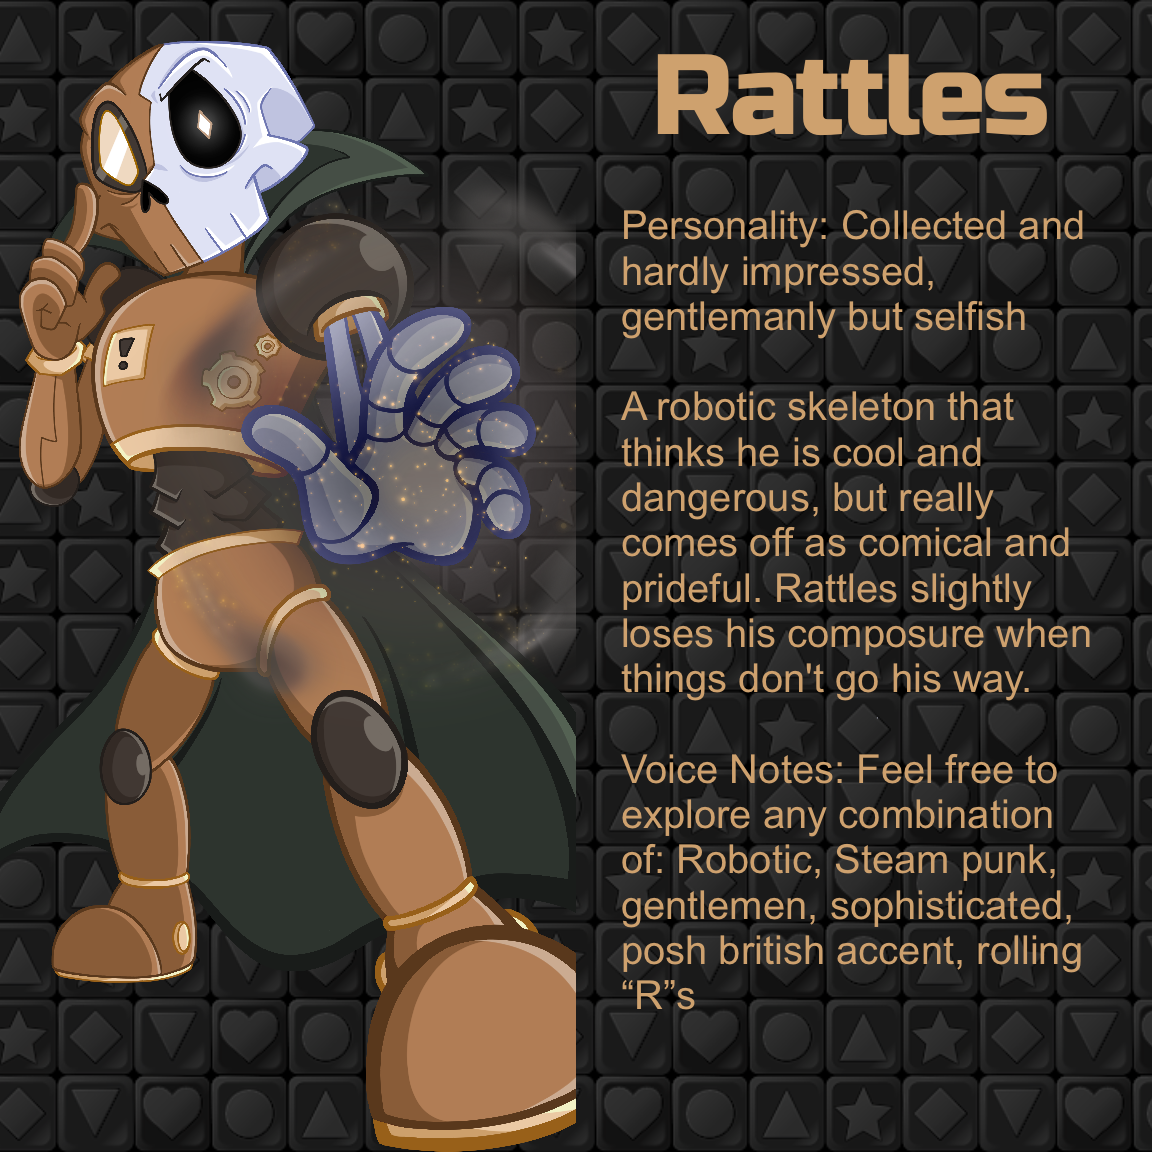 Rattles
Personality: Collected and
hardly impressed,
gentlemanly but selfish
A robotic skeleton that
thinks he is cool and
dangerous, but really
comes off as comical and
prideful. Rattles slightly
loses his composure when
things don't go his way.
Voice Notes: Feel free to
explore any combination
of: Robotic, Steam punk,
gentlemen, sophisticated,
posh british accent, rolling
“R”s
!